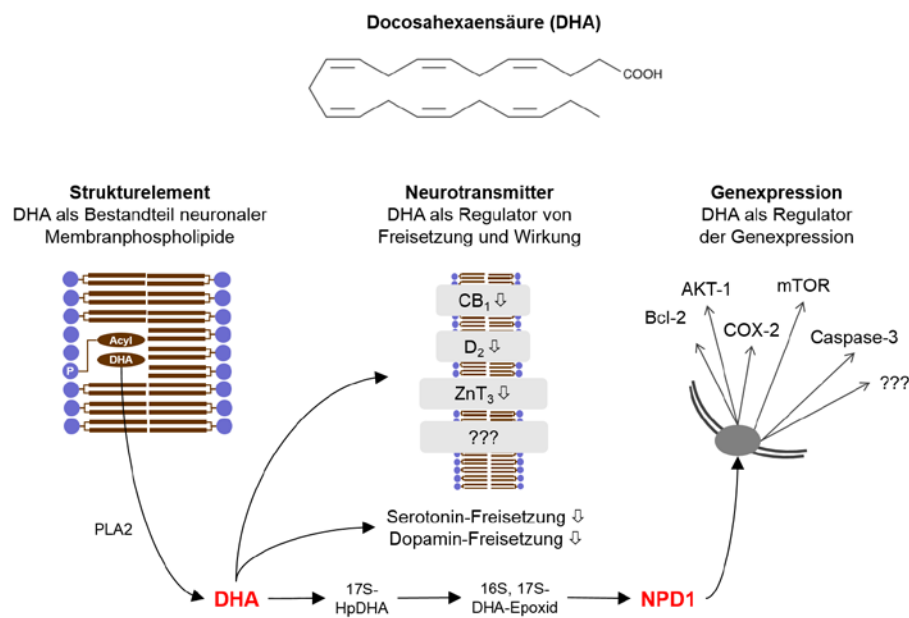 Docosahexaensäure (DHA)
COOH
Strukturelement
DHA als Bestandteil neuronaler
Membranphospholipide
Acyl
DHA
P
PLA2
Neurotransmitter
DHA als Regulator von
Freisetzung und Wirkung
CB₁ ⇩
D₂ ⇩
ZnT₃ ⇩
???
Serotonin-Freisetzung ⇩
Dopamin-Freisetzung ⇩
Genexpression
DHA als Regulator
der Genexpression
AKT-1
mTOR
Bcl-2
COX-2
Caspase-3
???
DHA
17S-
HpDHA
16S, 17S-
DHA-Epoxid
NPD1